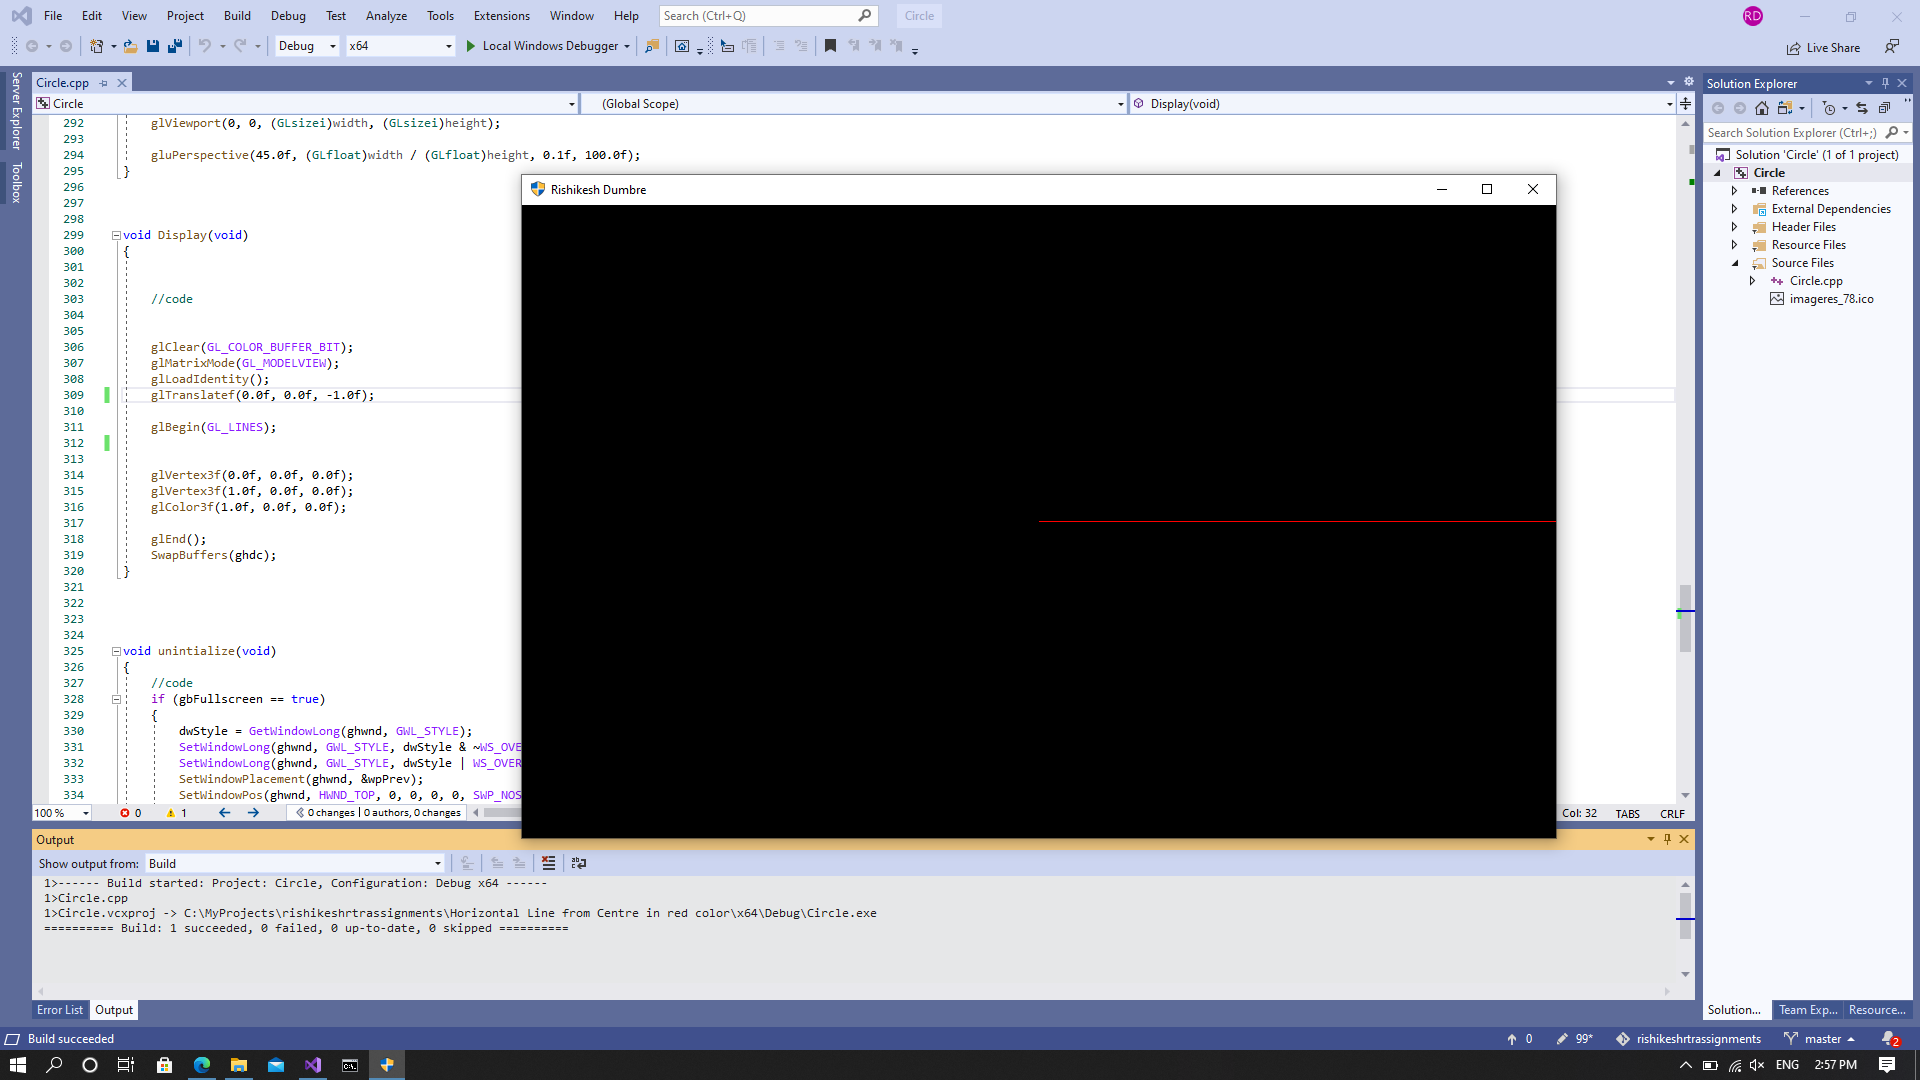 File Edit View Project Build Debug Test Analyze Tools Extensions Window Help Search (Ctrl+Q) Circle RD
Debug x64 Local Windows Debugger Live Share
Server Explorer
Toolbox
Circle.cpp
Circle (Global Scope) Display(void)
292 glViewport(0, 0, (GLsizei)width, (GLsizei)height);
293
294 gluPerspective(45.0f, (GLfloat)width / (GLfloat)height, 0.1f, 100.0f);
295 }
296
297
298
299 void Display(void)
300 {
301
302
303 //code
304
305
306 glClear(GL_COLOR_BUFFER_BIT);
307 glMatrixMode(GL_MODELVIEW);
308 glLoadIdentity();
309 glTranslatef(0.0f, 0.0f, -1.0f);
310
311 glBegin(GL_LINES);
312
313
314 glVertex3f(0.0f, 0.0f, 0.0f);
315 glVertex3f(1.0f, 0.0f, 0.0f);
316 glColor3f(1.0f, 0.0f, 0.0f);
317
318 glEnd();
319 SwapBuffers(ghdc);
320 }
321
322
323
324
325 void unintialize(void)
326 {
327 //code
328 if (gbFullscreen == true)
329 {
330 dwStyle = GetWindowLong(ghwnd, GWL_STYLE);
331 SetWindowLong(ghwnd, GWL_STYLE, dwStyle & ~WS_OVE
332 SetWindowLong(ghwnd, GWL_STYLE, dwStyle | WS_OVER
333 SetWindowPlacement(ghwnd, &wpPrev);
334 SetWindowPos(ghwnd, HWND_TOP, 0, 0, 0, 0, SWP_NOS
Rishikesh Dumbre
100 % 0 1 0 changes | 0 authors, 0 changes Col: 32 TABS CRLF
Output
Show output from: Build
1>------ Build started: Project: Circle, Configuration: Debug x64 ------
1>Circle.cpp
1>Circle.vcxproj -> C:\MyProjects\rishikeshrtrassignments\Horizontal Line from Centre in red color\x64\Debug\Circle.exe
========== Build: 1 succeeded, 0 failed, 0 up-to-date, 0 skipped ==========
Error List Output
Solution Explorer
Search Solution Explorer (Ctrl+;)
Solution 'Circle' (1 of 1 project)
Circle
References
External Dependencies
Header Files
Resource Files
Source Files
Circle.cpp
imageres_78.ico
Solution... Team Exp... Resource...
Build succeeded 0 99* rishikeshrtrassignments master 2
ENG 2:57 PM